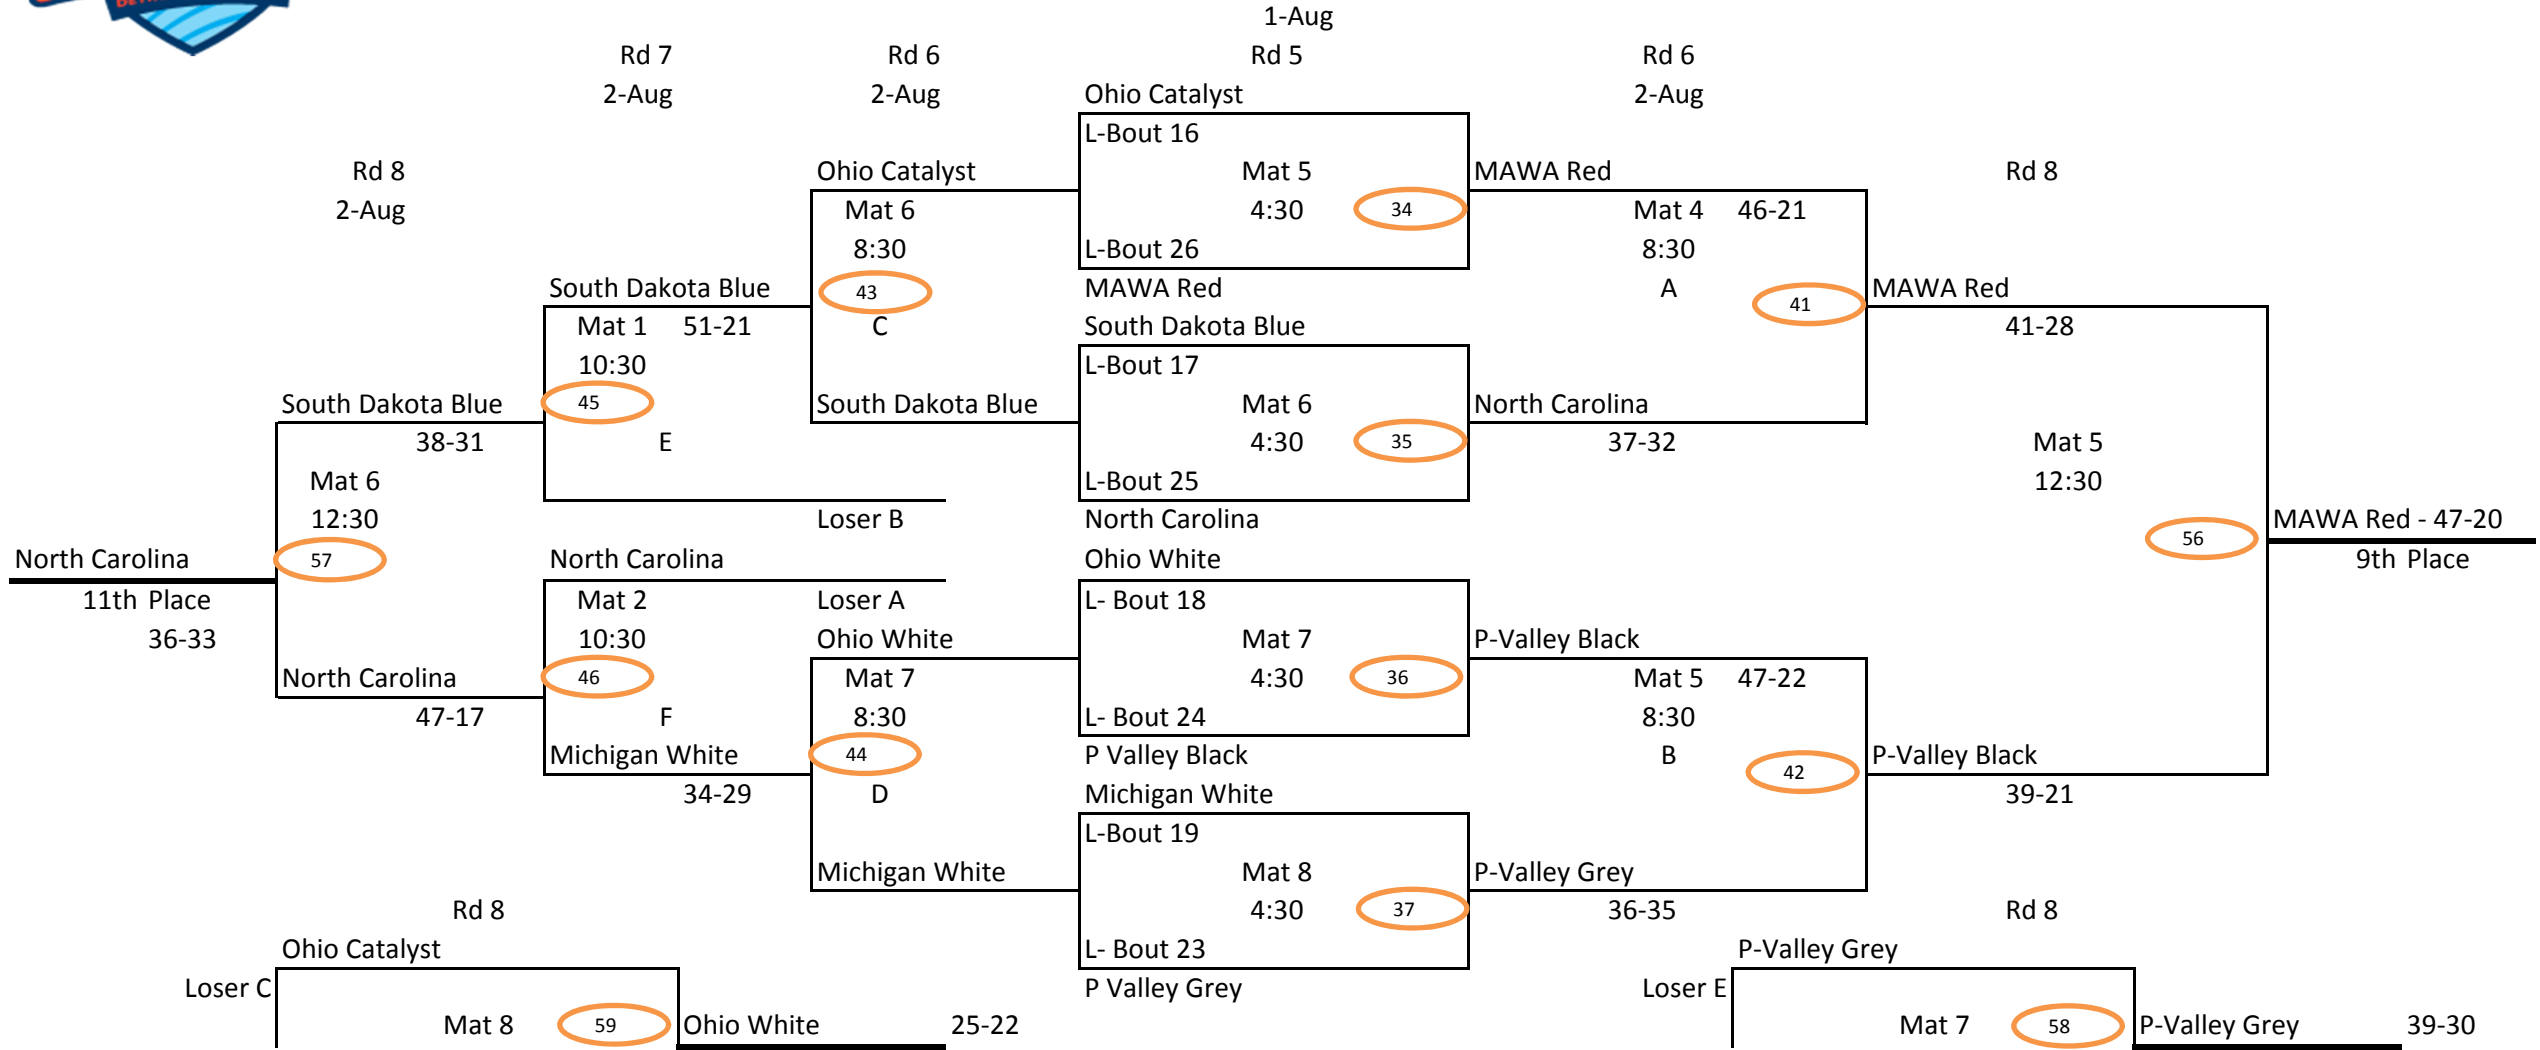 1-Aug
Rd 7 Rd 6 Rd 5 Rd 6
2-Aug 2-Aug Ohio Catalyst 2-Aug
L-Bout 16
Rd 8 Ohio Catalyst Mat 5 MAWA Red Rd 8
2-Aug Mat 6 4:30 34 Mat 4 46-21
8:30 L-Bout 26 8:30
South Dakota Blue 43 MAWA Red A 41 MAWA Red
Mat 1 51-21 C South Dakota Blue 41-28
10:30 L-Bout 17
South Dakota Blue 45 South Dakota Blue Mat 6 North Carolina
38-31 E 4:30 35 37-32 Mat 5
Mat 6 L-Bout 25 12:30
12:30 Loser B North Carolina MAWA Red - 47-20
North Carolina 57 North Carolina Ohio White 56 9th Place
11th Place Mat 2 Loser A L- Bout 18
36-33 10:30 Ohio White Mat 7 P-Valley Black
North Carolina 46 Mat 7 4:30 36 Mat 5 47-22
47-17 F 8:30 L- Bout 24 8:30
Michigan White 44 P Valley Black B 42 P-Valley Black
34-29 D Michigan White 39-21
L-Bout 19
Michigan White Mat 8 P-Valley Grey
Rd 8 4:30 37 36-35 Rd 8
Ohio Catalyst L- Bout 23 P-Valley Grey
Loser C P Valley Grey Loser E
Mat 8 59 Ohio White 25-22 Mat 7 58 P-Valley Grey 39-30